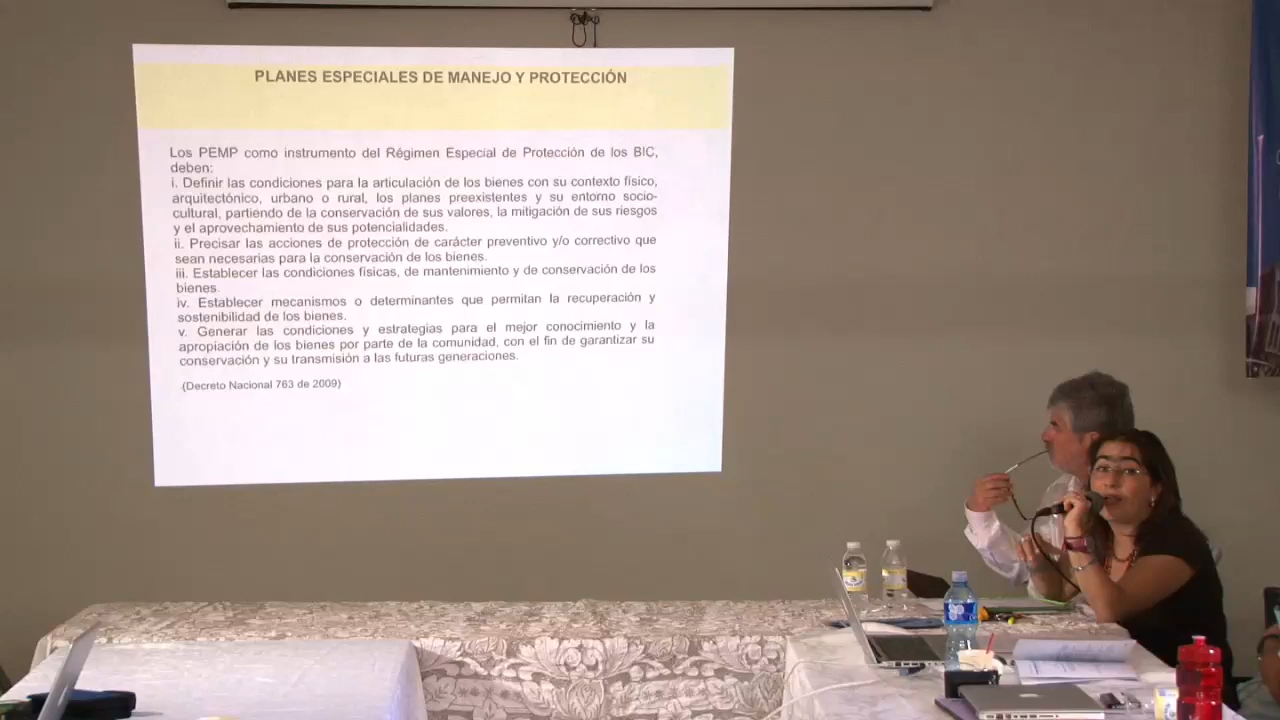 PLANES ESPECIALES DE MANEJO Y PROTECCIÓN
Los PEMP como instrumento del Régimen Especial de Protección de los BIC,
deben:
i. Definir las condiciones para la articulación de los bienes con su contexto físico,
arquitectónico, urbano o rural, los planes preexistentes y su entorno socio-
cultural, partiendo de la conservación de sus valores, la mitigación de sus riesgos
y el aprovechamiento de sus potencialidades.
ii. Precisar las acciones de protección de carácter preventivo y/o correctivo que
sean necesarias para la conservación de los bienes.
iii. Establecer las condiciones físicas, de mantenimiento y de conservación de los
bienes.
iv. Establecer mecanismos o determinantes que permitan la recuperación y
sostenibilidad de los bienes.
v. Generar las condiciones y estrategias para el mejor conocimiento y la
apropiación de los bienes por parte de la comunidad, con el fin de garantizar su
conservación y su transmisión a las futuras generaciones.
(Decreto Nacional 763 de 2009)